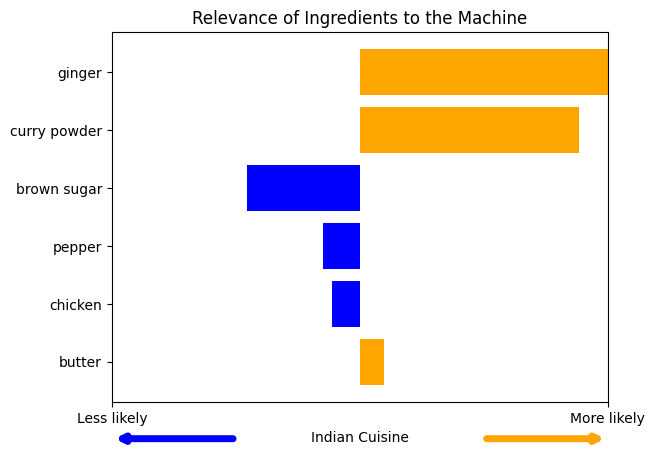 Relevance of Ingredients to the Machine
ginger
curry powder
brown sugar
pepper
chicken
butter
Less likely More likely
Indian Cuisine